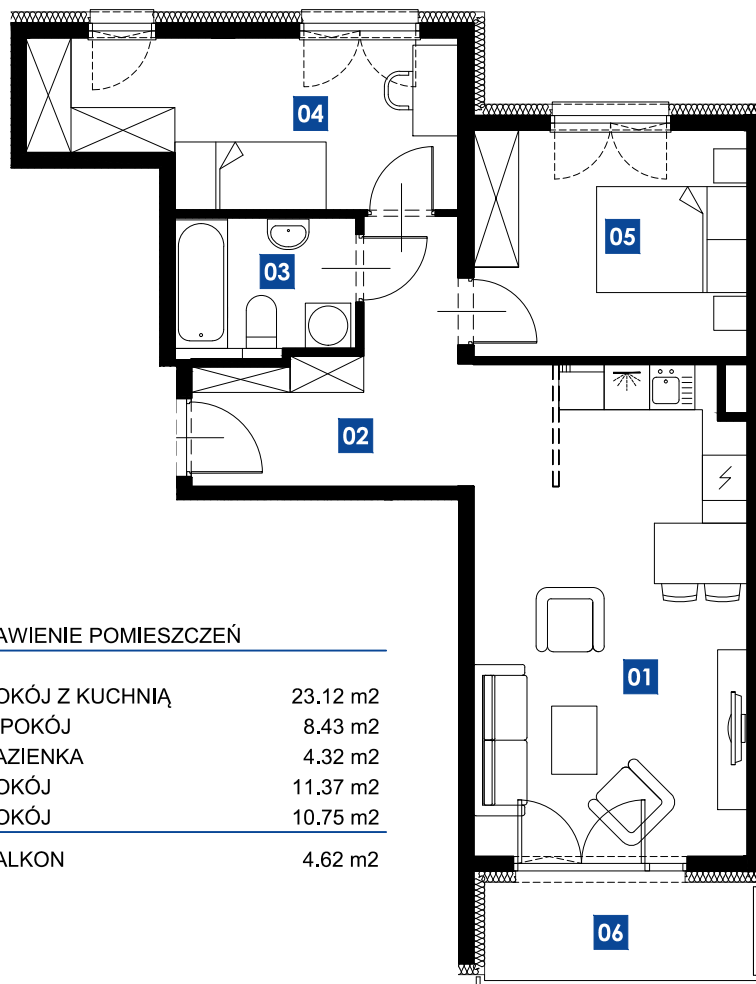 04
05
03
02
01
06
AWIENIE POMIESZCZEŃ
OKÓJ Z KUCHNIĄ 23.12 m2
POKÓJ 8.43 m2
AZIENKA 4.32 m2
OKÓJ 11.37 m2
OKÓJ 10.75 m2
ALKON 4.62 m2